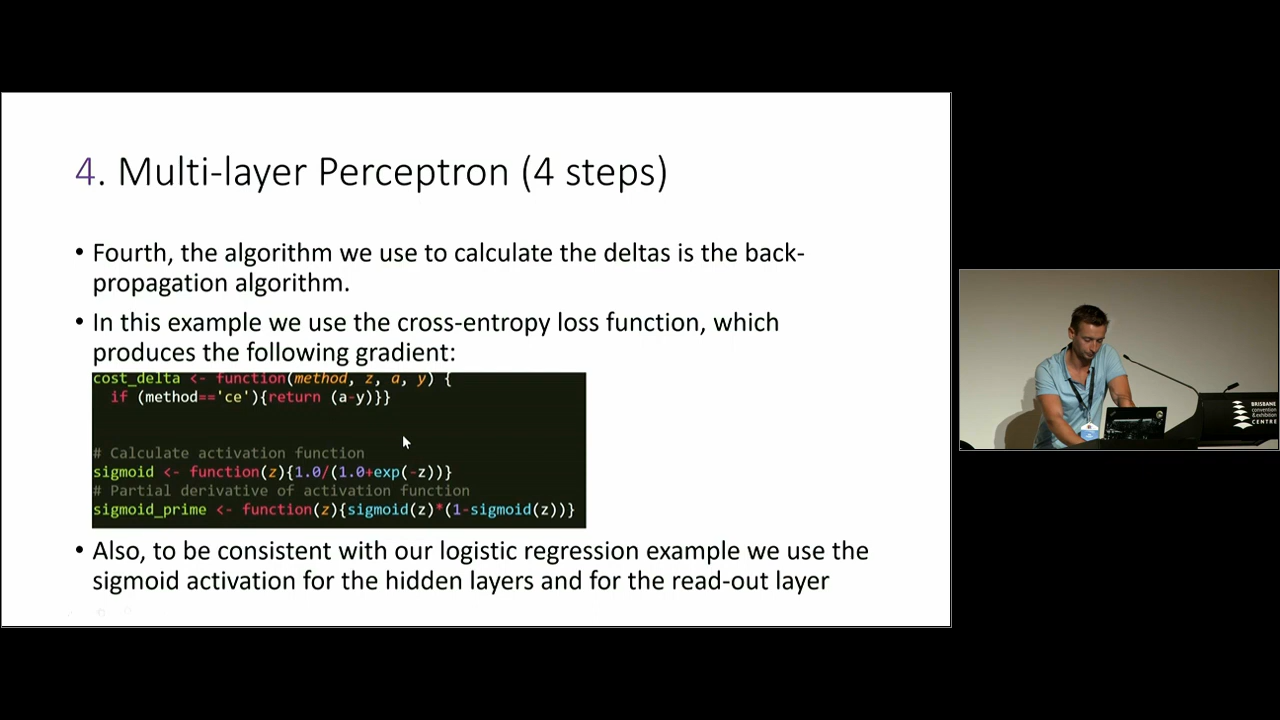 4. Multi-layer Perceptron (4 steps)
• Fourth, the algorithm we use to calculate the deltas is the back-
propagation algorithm.
• In this example we use the cross-entropy loss function, which
produces the following gradient:
cost_delta <- function(method, z, a, y) {
if (method=='ce'){return (a-y)}}
# Calculate activation function
sigmoid <- function(z){1.0/(1.0+exp(-z))}
# Partial derivative of activation function
sigmoid_prime <- function(z){sigmoid(z)*(1-sigmoid(z))}
• Also, to be consistent with our logistic regression example we use the
sigmoid activation for the hidden layers and for the read-out layer
BRISBANE
convention
& exhibition
CENTRE